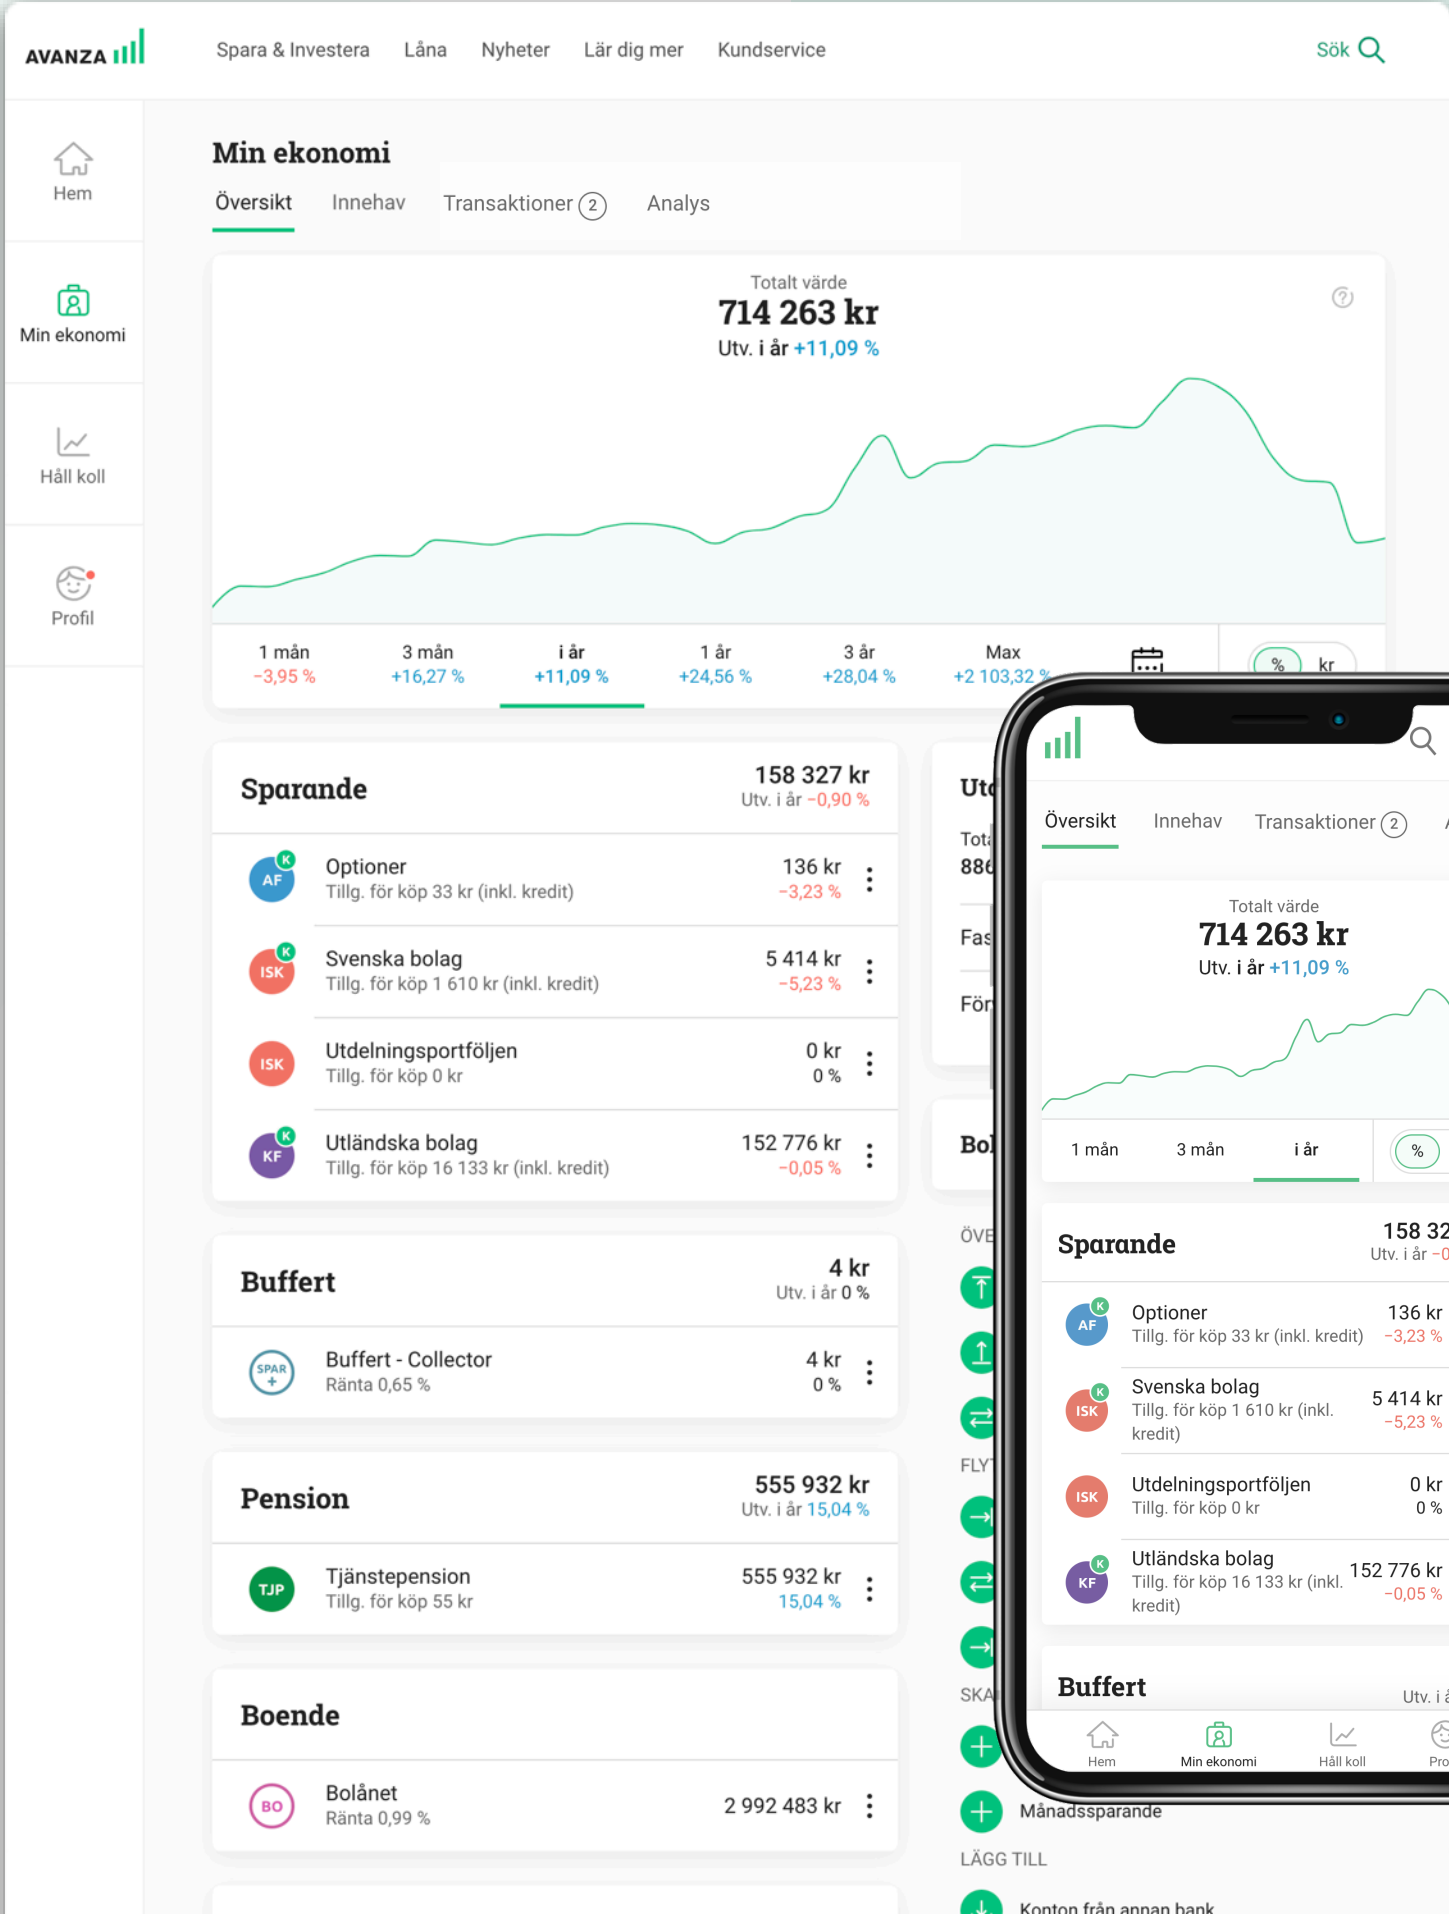 AVANZA
Spara & Investera
Låna
Nyheter
Lär dig mer
Kundservice
Sök
Hem
Min ekonomi
Håll koll
Profil
Min ekonomi
Översikt
Innehav
Transaktioner 2
Analys
Totalt värde
714 263 kr
Utv. i år +11,09 %
1 mån
−3,95 %
3 mån
+16,27 %
i år
+11,09 %
1 år
+24,56 %
3 år
+28,04 %
Max
+2 103,32 %
%
kr
Sparande
158 327 kr
Utv. i år −0,90 %
K
AF
Optioner
Tillg. för köp 33 kr (inkl. kredit)
136 kr
−3,23 %
K
ISK
Svenska bolag
Tillg. för köp 1 610 kr (inkl. kredit)
5 414 kr
−5,23 %
ISK
Utdelningsportföljen
Tillg. för köp 0 kr
0 kr
0 %
K
KF
Utländska bolag
Tillg. för köp 16 133 kr (inkl. kredit)
152 776 kr
−0,05 %
Buffert
4 kr
Utv. i år 0 %
SPAR
+
Buffert - Collector
Ränta 0,65 %
4 kr
0 %
Pension
555 932 kr
Utv. i år 15,04 %
TJP
Tjänstepension
Tillg. för köp 55 kr
555 932 kr
15,04 %
Boende
BO
Bolånet
Ränta 0,99 %
2 992 483 kr
886
Månadssparande
LÄGG TILL
Konton från annan bank
Översikt
Innehav
Transaktioner 2
Totalt värde
714 263 kr
Utv. i år +11,09 %
1 mån
3 mån
i år
%
Sparande
158 32
Utv. i år −0
K
AF
Optioner
Tillg. för köp 33 kr (inkl. kredit)
136 kr
−3,23 %
K
ISK
Svenska bolag
Tillg. för köp 1 610 kr (inkl.
kredit)
5 414 kr
−5,23 %
ISK
Utdelningsportföljen
Tillg. för köp 0 kr
0 kr
0 %
K
KF
Utländska bolag
Tillg. för köp 16 133 kr (inkl.
kredit)
152 776 kr
−0,05 %
Buffert
Utv. i å
Hem
Min ekonomi
Håll koll
Pro